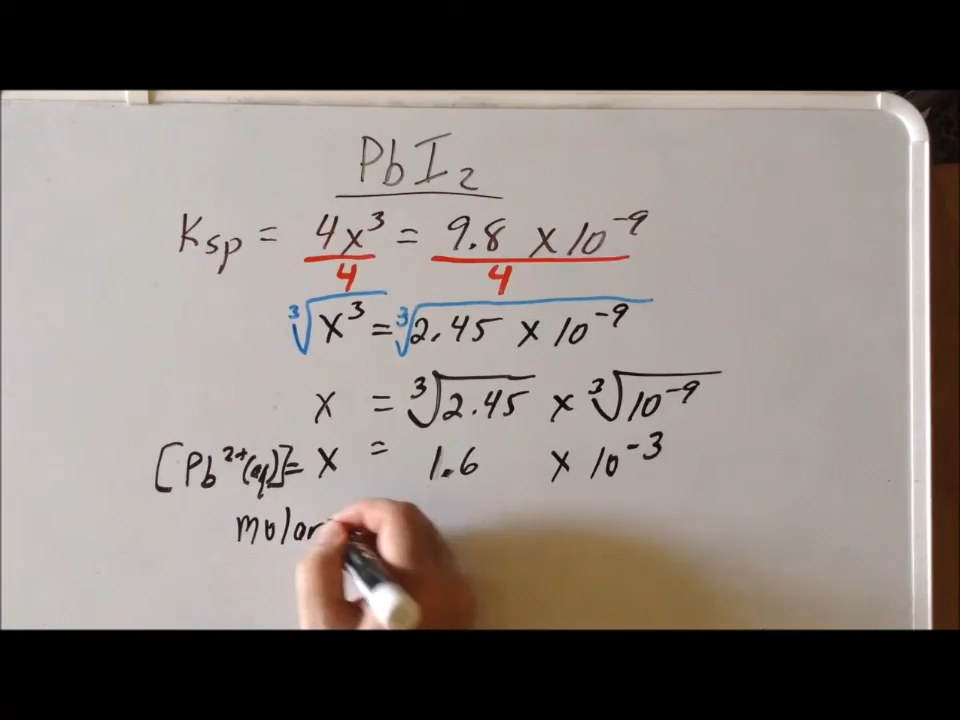 PbI₂
Ksp = 4x³/4 = 9.8 x 10⁻⁹/4
³√x³ = ³√2.45 x 10⁻⁹
x = ³√2.45 x ³√10⁻⁹
[Pb²⁺(aq)] = x = 1.6 x 10⁻³
molar